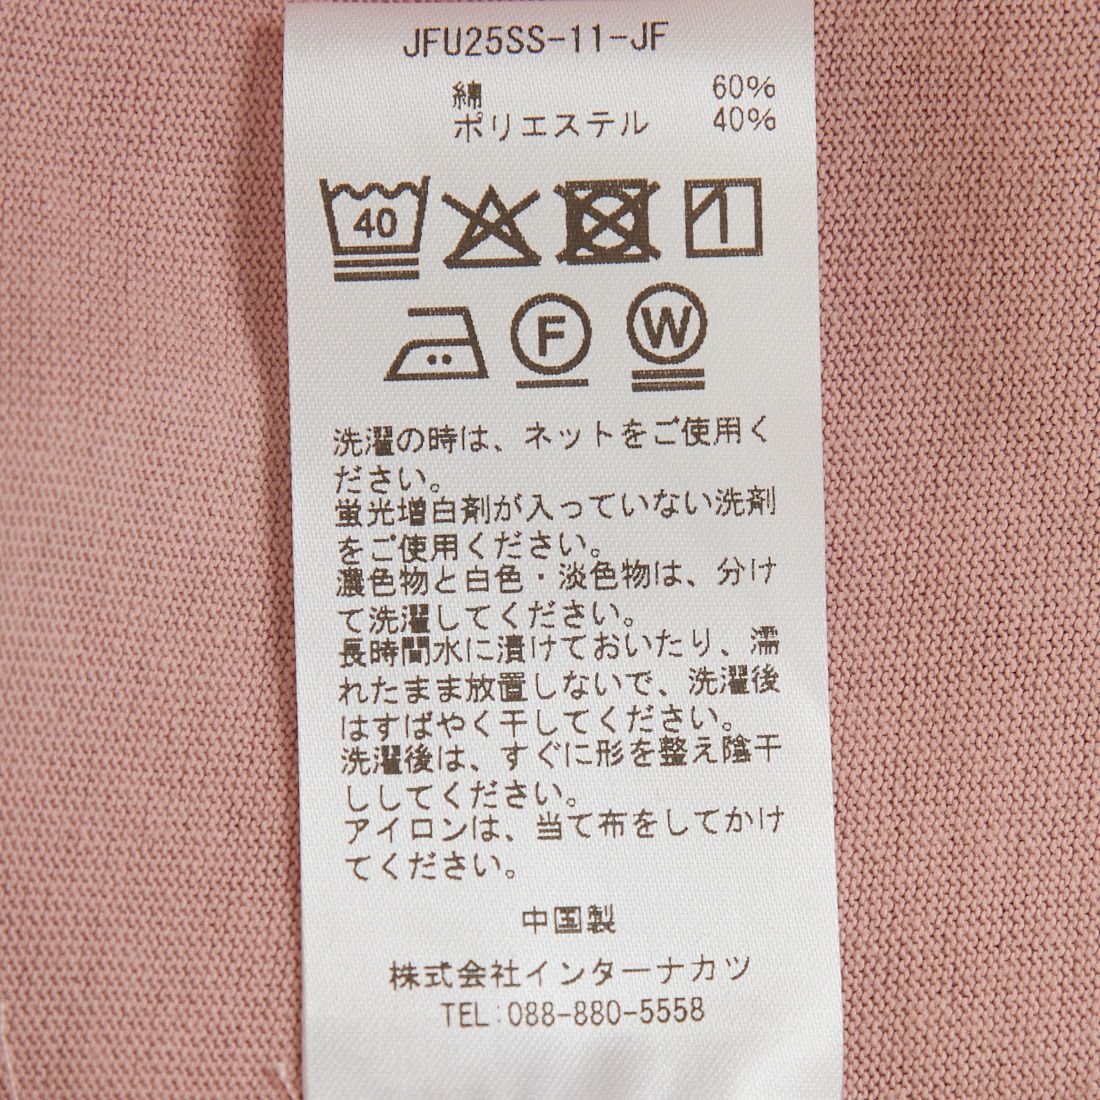 JFU25SS-11-JF
綿 60%
ポリエステル 40%
40
F W
洗濯の時は、ネットをご使用く
ださい。
蛍光増白剤が入っていない洗剤
をご使用ください。
濃色物と白色・淡色物は、分け
て洗濯してください。
長時間水に漬けておいたり、濡
れたまま放置しないで、洗濯後
はすばやく干してください。
洗濯後は、すぐに形を整え陰干
ししてください。
アイロンは、当て布をしてかけ
てください。
中国製
株式会社インターナカツ
TEL:088-880-5558